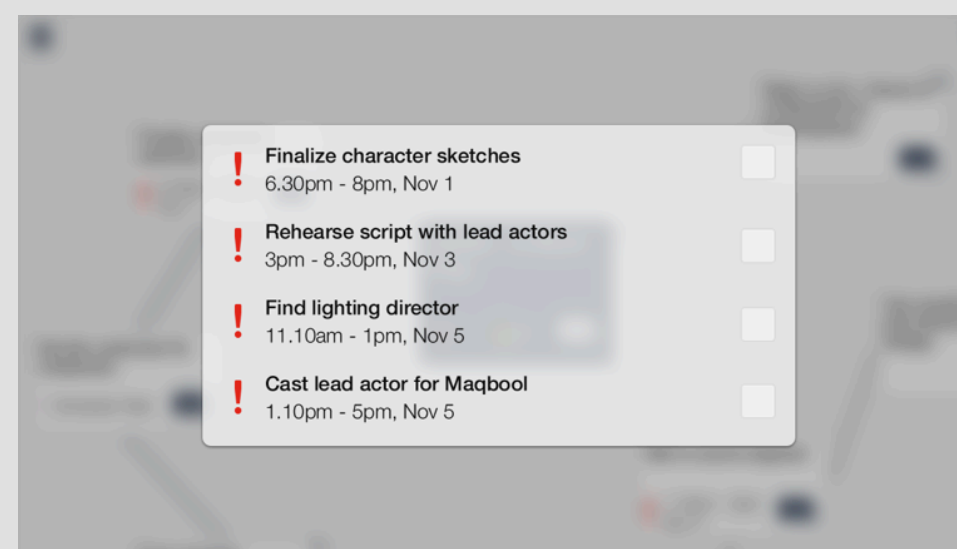 Finalize character sketches
6.30pm - 8pm, Nov 1
Rehearse script with lead actors
3pm - 8.30pm, Nov 3
Find lighting director
11.10am - 1pm, Nov 5
Cast lead actor for Maqbool
1.10pm - 5pm, Nov 5